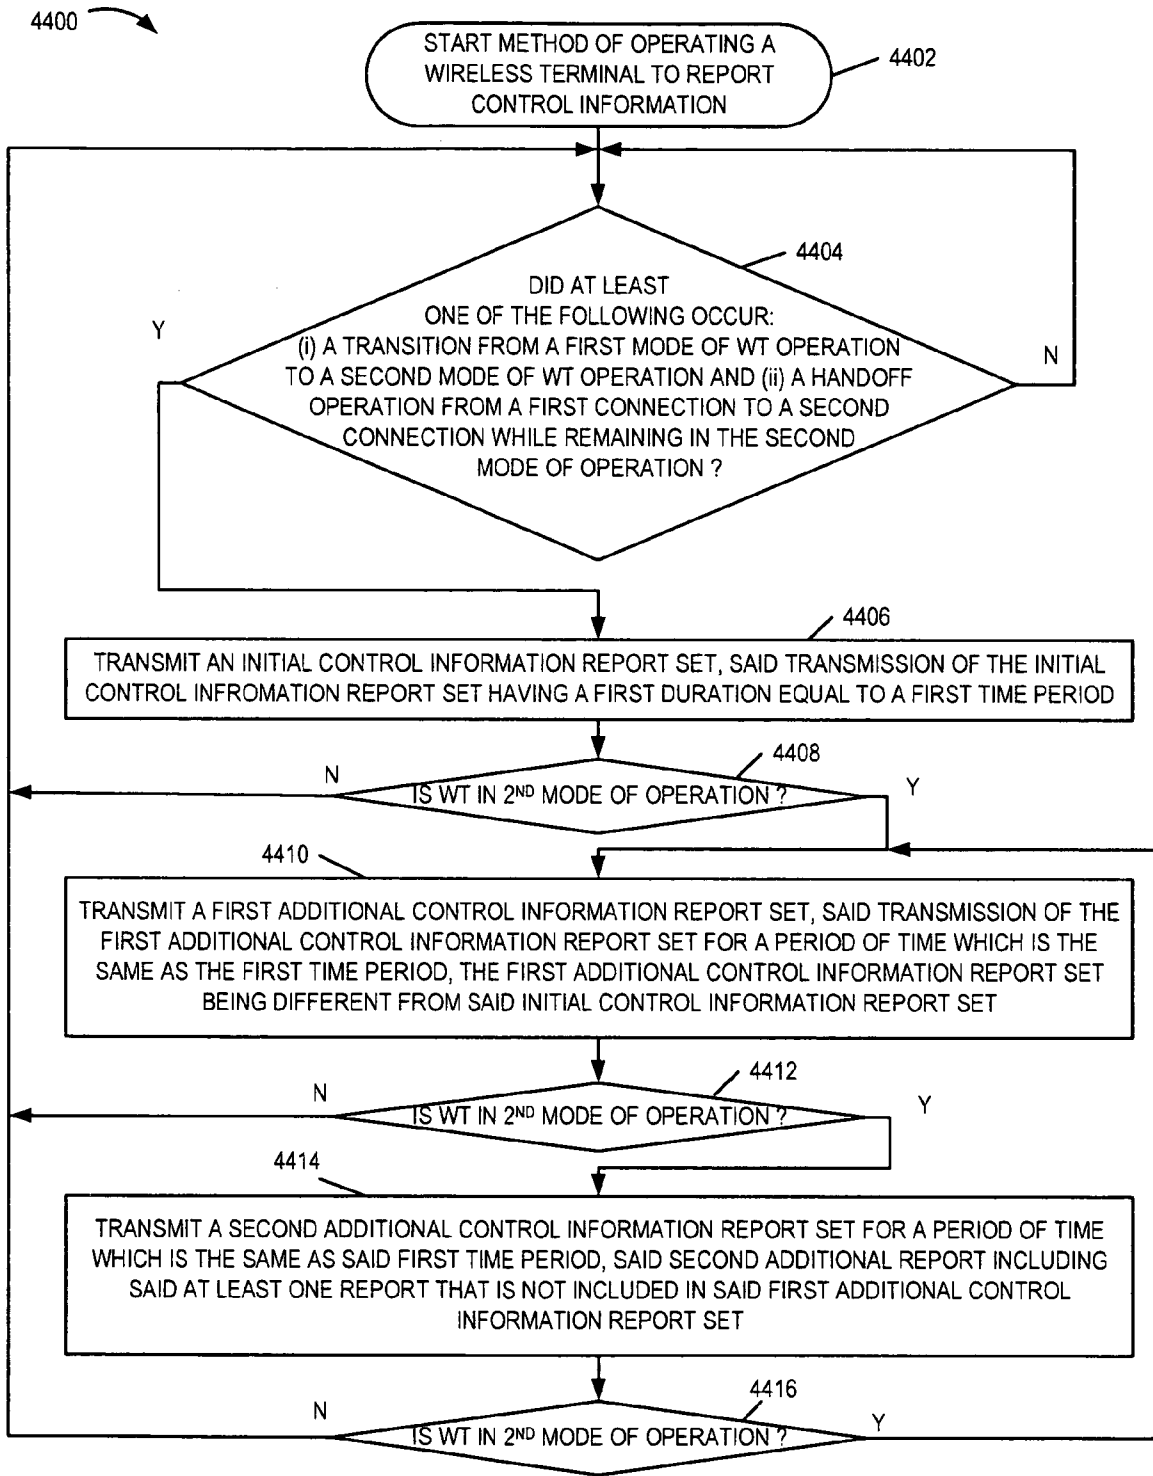 4400
START METHOD OF OPERATING A
WIRELESS TERMINAL TO REPORT
CONTROL INFORMATION
4402
4404
DID AT LEAST
ONE OF THE FOLLOWING OCCUR:
(i) A TRANSITION FROM A FIRST MODE OF WT OPERATION
TO A SECOND MODE OF WT OPERATION AND (ii) A HANDOFF
OPERATION FROM A FIRST CONNECTION TO A SECOND
CONNECTION WHILE REMAINING IN THE SECOND
MODE OF OPERATION ?
Y
N
4406
TRANSMIT AN INITIAL CONTROL INFORMATION REPORT SET, SAID TRANSMISSION OF THE INITIAL
CONTROL INFROMATION REPORT SET HAVING A FIRST DURATION EQUAL TO A FIRST TIME PERIOD
4408
N
IS WT IN 2ND MODE OF OPERATION ?
Y
4410
TRANSMIT A FIRST ADDITIONAL CONTROL INFORMATION REPORT SET, SAID TRANSMISSION OF THE
FIRST ADDITIONAL CONTROL INFORMATION REPORT SET FOR A PERIOD OF TIME WHICH IS THE
SAME AS THE FIRST TIME PERIOD, THE FIRST ADDITIONAL CONTROL INFORMATION REPORT SET
BEING DIFFERENT FROM SAID INITIAL CONTROL INFORMATION REPORT SET
4412
N
IS WT IN 2ND MODE OF OPERATION ?
Y
4414
TRANSMIT A SECOND ADDITIONAL CONTROL INFORMATION REPORT SET FOR A PERIOD OF TIME
WHICH IS THE SAME AS SAID FIRST TIME PERIOD, SAID SECOND ADDITIONAL REPORT INCLUDING
SAID AT LEAST ONE REPORT THAT IS NOT INCLUDED IN SAID FIRST ADDITIONAL CONTROL
INFORMATION REPORT SET
4416
N
IS WT IN 2ND MODE OF OPERATION ?
Y